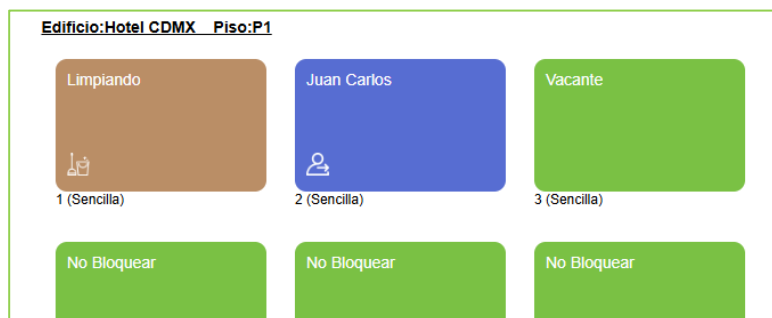 Edificio:Hotel CDMX Piso:P1
Limpiando
Juan Carlos
Vacante
1 (Sencilla)
2 (Sencilla)
3 (Sencilla)
No Bloquear
No Bloquear
No Bloquear